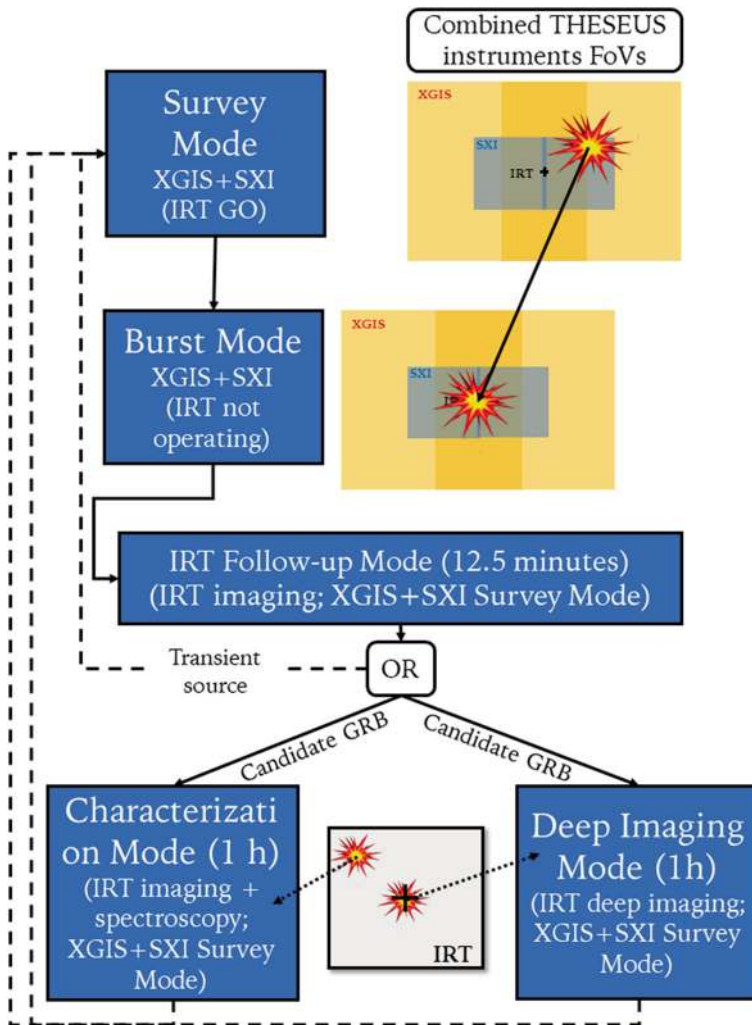 Combined THESEUS
instruments FoVs
Survey
Mode
XGIS+SXI
(IRT GO)
XGIS
SXI
IRT
Burst Mode
XGIS+SXI
(IRT not
operating)
XGIS
SXI
IRT Follow-up Mode (12.5 minutes)
(IRT imaging; XGIS+SXI Survey Mode)
Transient
source
OR
Candidate GRB
Candidate GRB
Characterizati
on Mode (1 h)
(IRT imaging +
spectroscopy;
XGIS+SXI Survey
Mode)
IRT
Deep Imaging
Mode (1h)
(IRT deep imaging;
XGIS+SXI Survey
Mode)